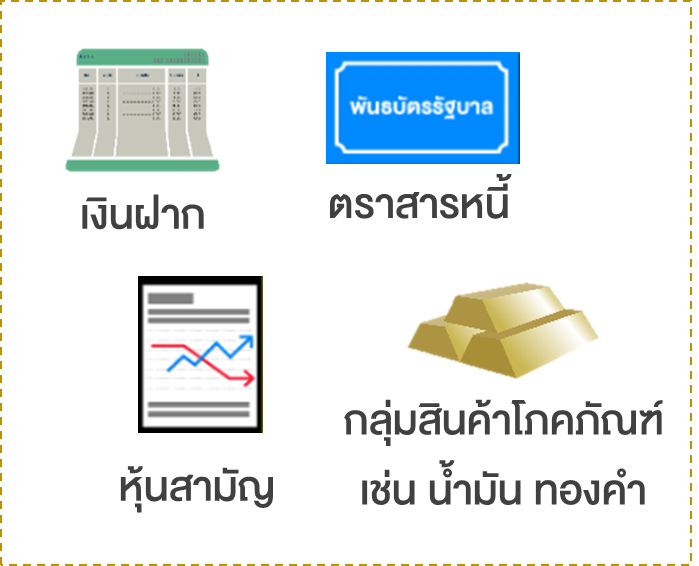 พันธบัตรรัฐบาล
เงินฝาก
ตราสารหนี้
หุ้นสามัญ
กลุ่มสินค้าโภคภัณฑ์
เช่น น้ำมัน ทองคำ